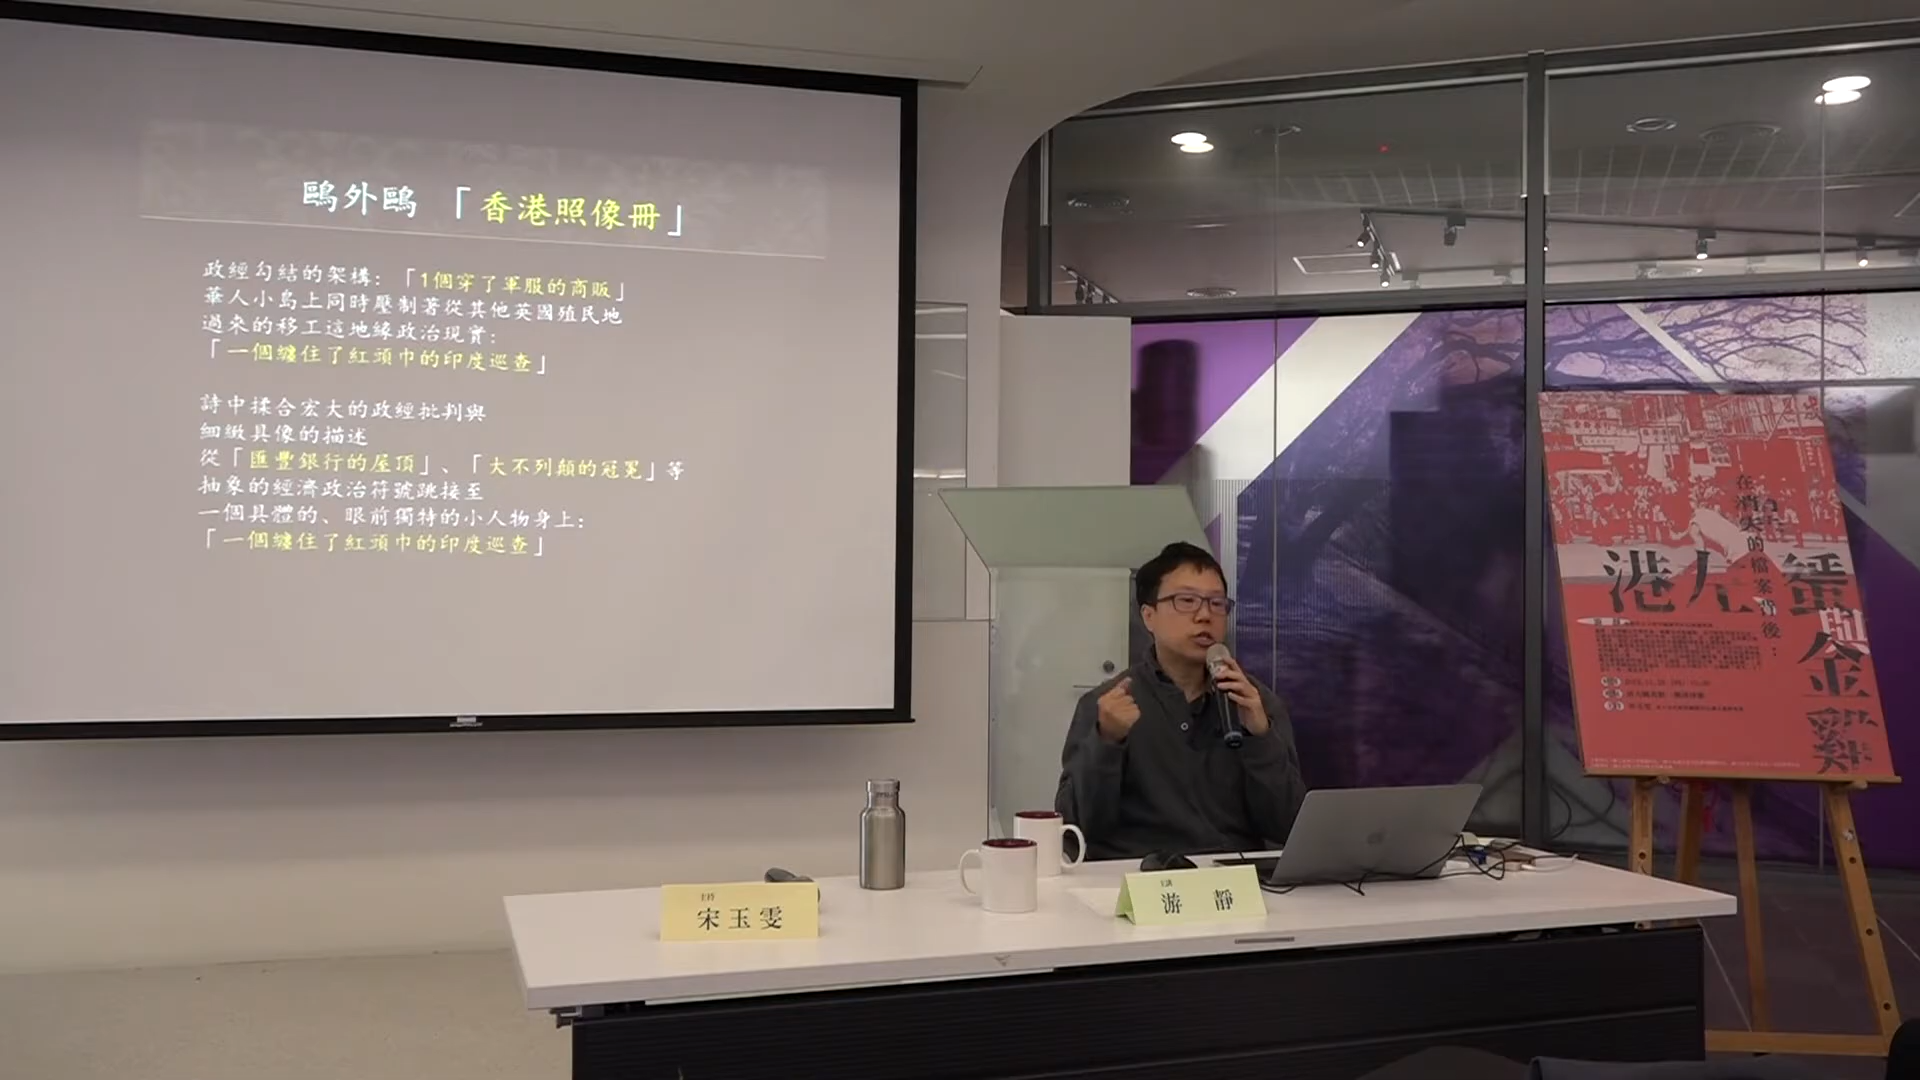 鷗外鷗 「香港照像冊」
政經勾結的架構：「1個穿了軍服的商販」
華人小島上同時壓制著從其他英國殖民地
過來的移工這地緣政治現實：
「一個纏住了紅頭巾的印度巡查」
詩中揉合宏大的政經批判與
細緻具像的描述
從「匯豐銀行的屋頂」、「大不列顛的冠冕」等
抽象的經濟政治符號跳接至
一個具體的、眼前獨特的小人物身上：
「一個纏住了紅頭巾的印度巡查」
在消失的檔案背後：
港片
蜑與金雞
主持
宋玉雯
主講
游 靜